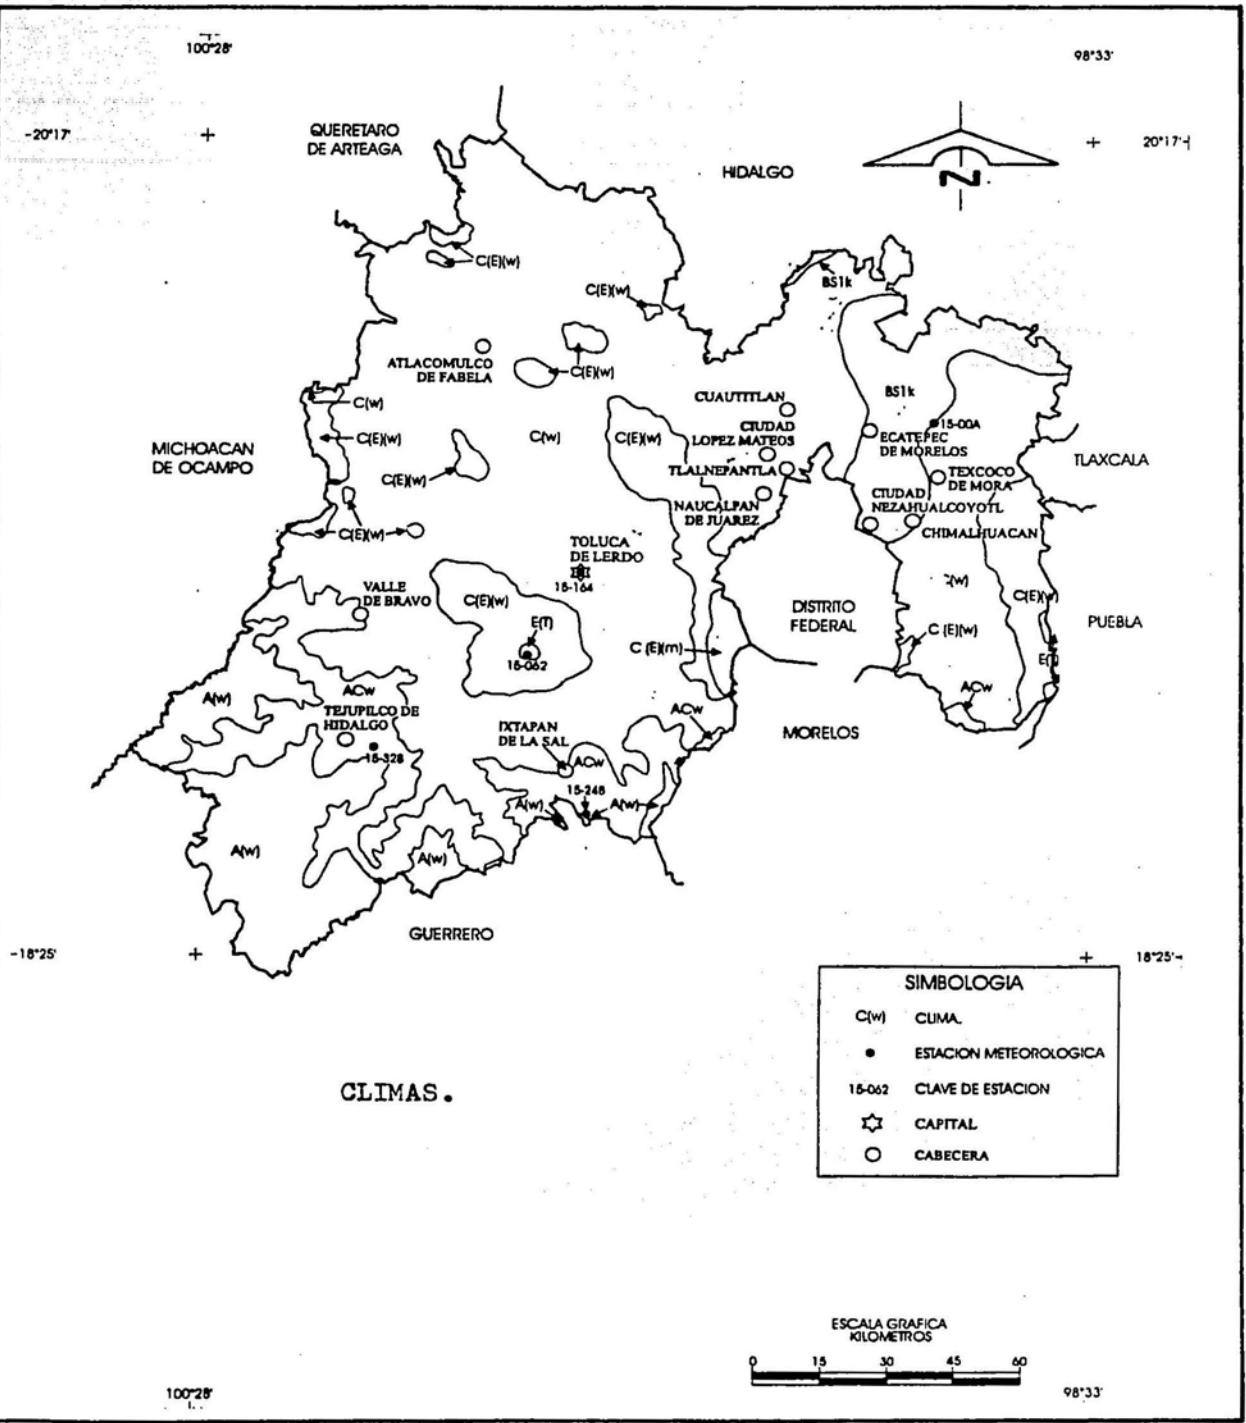 100°28'
98°33'
-20°17'
20°17'-
QUERETARO
DE ARTEAGA
HIDALGO
N
C(E)(w)
C(E)(w)
BS1k
ATLACOMULCO
DE FABELA
C(E)(w)
C(w)
C(E)(w)
C(w)
C(E)(w)
CUAUTITLAN
CIUDAD
LOPEZ MATEOS
BS1k
15-00A
ECATEPEC
DE MORELOS
MICHOACAN
DE OCAMPO
C(E)(w)
TLALNEPANTLA
TLAXCALA
TEXCOCO
DE MORA
NAUCALPAN
DE JUAREZ
CIUDAD
NEZAHUALCOYOTL
CHIMALHUACAN
C(E)(w)
TOLUCA
DE LERDO
15-164
VALLE
DE BRAVO
C(E)(w)
E(T)
15-062
DISTRITO
FEDERAL
C(w)
C(E)(w)
PUEBLA
C (E)(w)
C (E)(m)
E(T)
A(w)
ACw
TEJUPILCO DE
HIDALGO
15-328
IXTAPAN
DE LA SAL
ACw
ACw
MORELOS
ACw
15-248
A(w)
A(w)
A(w)
A(w)
GUERRERO
-18°25'
18°25'-
SIMBOLOGIA
C(w) CLIMA.
ESTACION METEOROLOGICA
15-062 CLAVE DE ESTACION
CAPITAL
CABECERA
CLIMAS.
ESCALA GRAFICA
KILOMETROS
0 15 30 45 60
100°28'
98°33'